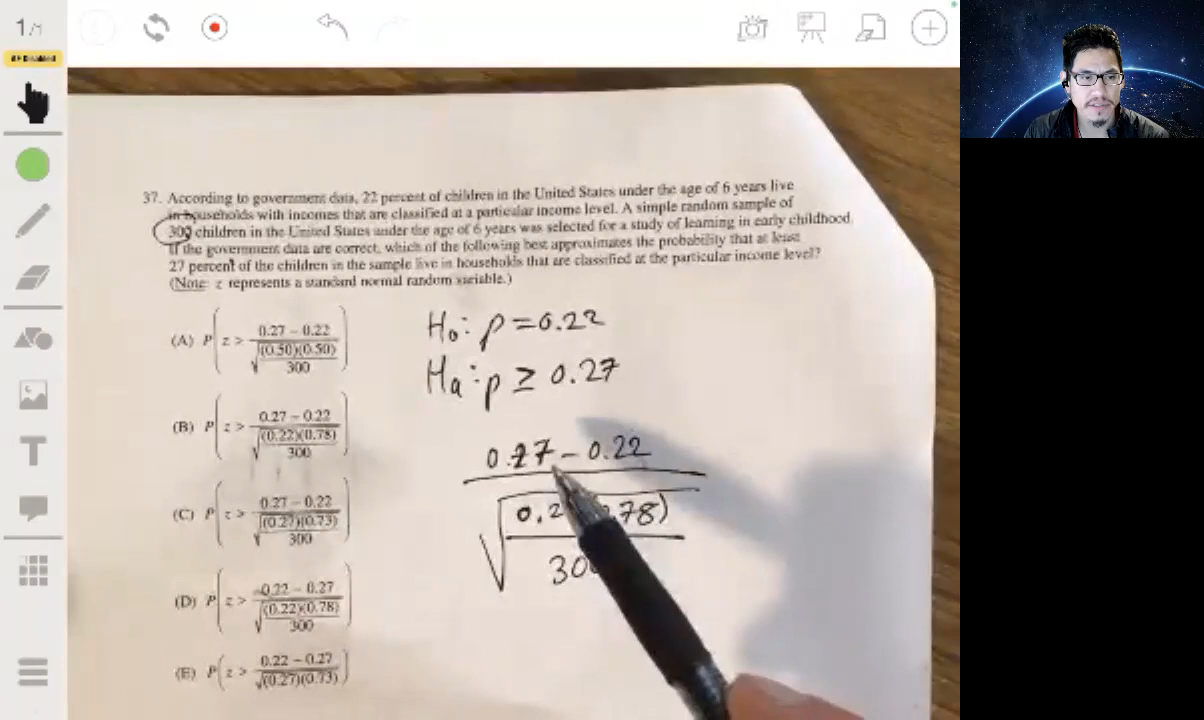 1/1
37. According to government data, 22 percent of children in the United States under the age of 6 years live
in households with incomes that are classified at a particular income level. A simple random sample of
300 children in the United States under the age of 6 years was selected for a study of learning in early childhood.
If the government data are correct, which of the following best approximates the probability that at least
27 percent of the children in the sample live in households that are classified at the particular income level?
(Note: z represents a standard normal random variable.)
(A) P( z > 0.27 – 0.22
√(0.50)(0.50)
300 )
(B) P( z > 0.27 – 0.22
√(0.22)(0.78)
300 )
(C) P( z > 0.27 – 0.22
√(0.27)(0.73)
300 )
(D) P( z > 0.22 – 0.27
√(0.22)(0.78)
300 )
(E) P( z > 0.22 – 0.27
√(0.27)(0.73) )
H₀: p = 0.22
Hₐ: p ≥ 0.27
0.27 – 0.22
√ 0.2 .78)
30
T